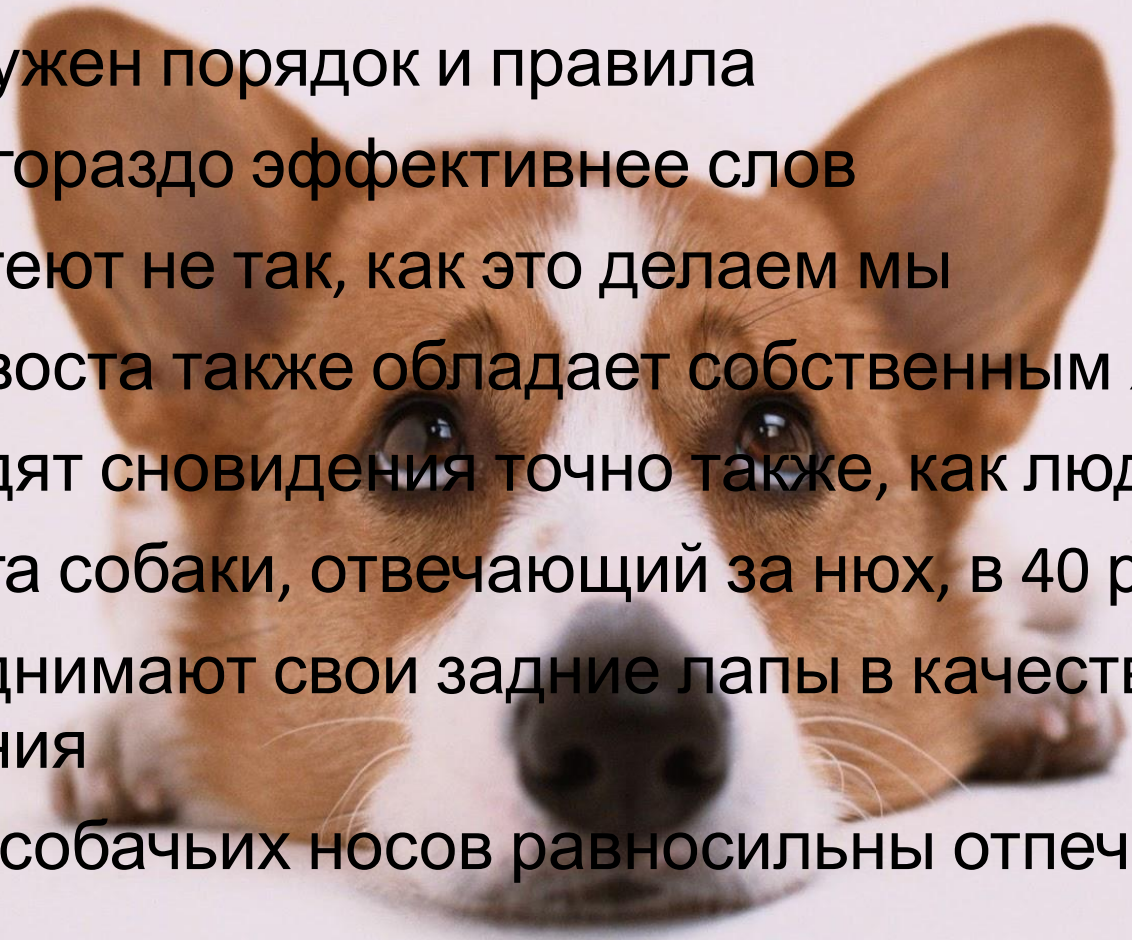 ужен порядок и правила
гораздо эффективнее слов
теют не так, как это делаем мы
воста также обладает собственным
дят сновидения точно также, как люд
та собаки, отвечающий за нюх, в 40 р
днимают свои задние лапы в качеств
ния
собачьих носов равносильны отпеч